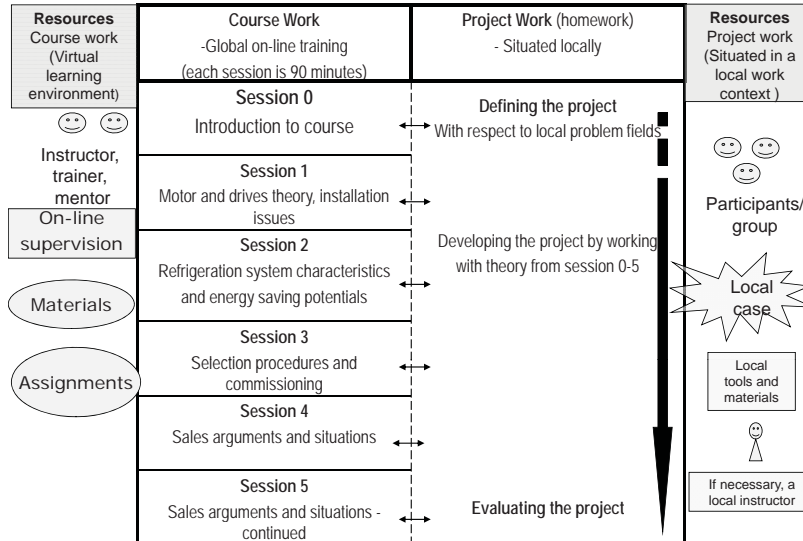 Resources
Course work
(Virtual
learning
environment)
Instructor,
trainer,
mentor
On-line
supervision
Materials
Assignments
Course Work
-Global on-line training
(each session is 90 minutes)
Session 0
Introduction to course
Session 1
Motor and drives theory, installation
issues
Session 2
Refrigeration system characteristics
and energy saving potentials
Session 3
Selection procedures and
commissioning
Session 4
Sales arguments and situations
Session 5
Sales arguments and situations -
continued
Project Work (homework)
- Situated locally
Defining the project
With respect to local problem fields
Developing the project by working
with theory from session 0-5
Evaluating the project
Resources
Project work
(Situated in a
local work
context )
Participants/
group
Local
case
Local
tools and
materials
If necessary, a
local instructor